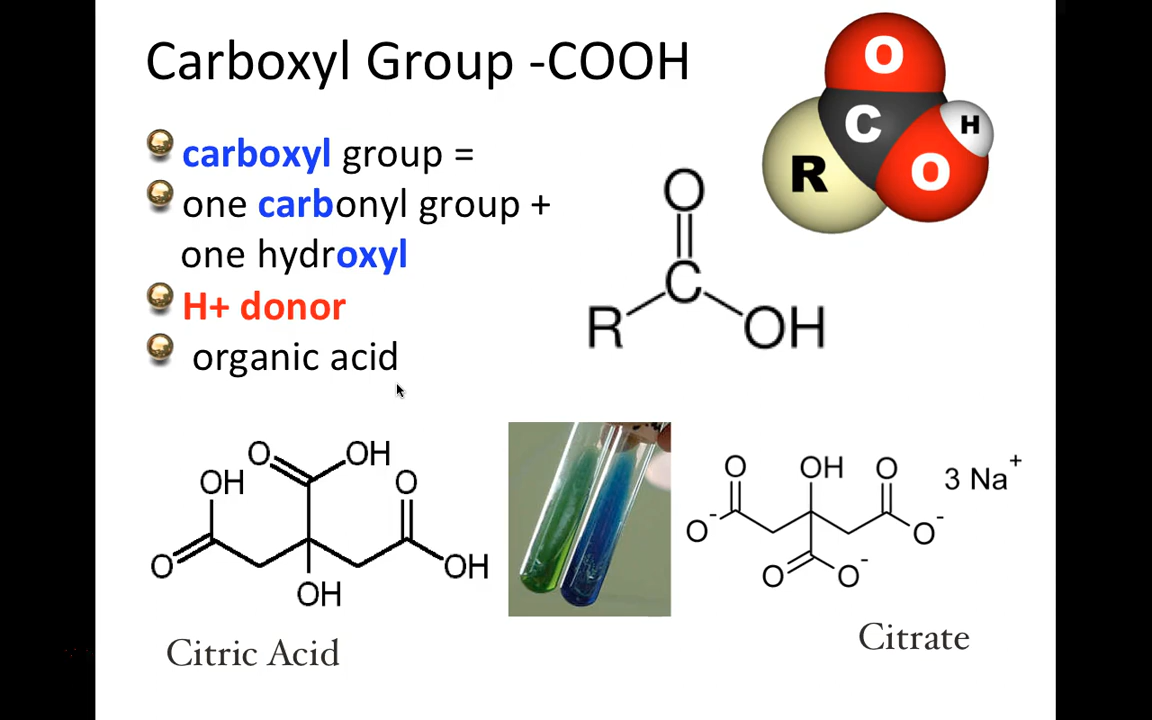 Carboxyl Group -COOH
carboxyl group =
one carbonyl group +
one hydroxyl
H+ donor
organic acid
O
C
R
O
H
O
C
R
OH
O
OH
OH
O
O
OH
OH
Citric Acid
O
OH
O
3 Na+
O-
O-
O
O-
Citrate